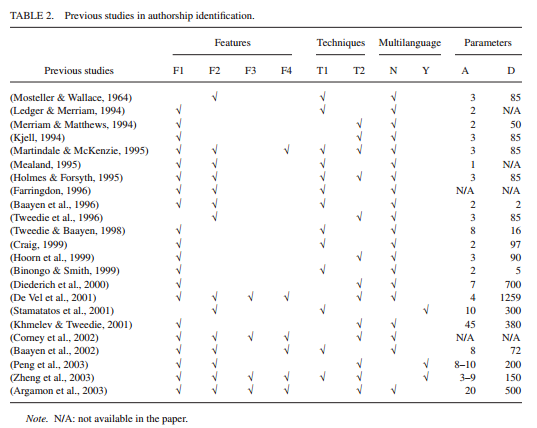 TABLE 2. Previous studies in authorship identification.
Features Techniques Multilanguage Parameters
Previous studies F1 F2 F3 F4 T1 T2 N Y A D
(Mosteller & Wallace, 1964) √ √ √ 3 85
(Ledger & Merriam, 1994) √ √ √ 2 N/A
(Merriam & Matthews, 1994) √ √ √ 2 50
(Kjell, 1994) √ √ √ 3 85
(Martindale & McKenzie, 1995) √ √ √ √ √ √ 3 85
(Mealand, 1995) √ √ √ √ 1 N/A
(Holmes & Forsyth, 1995) √ √ √ √ √ 3 85
(Farringdon, 1996) √ √ √ √ N/A N/A
(Baayen et al., 1996) √ √ √ √ 2 2
(Tweedie et al., 1996) √ √ √ 3 85
(Tweedie & Baayen, 1998) √ √ √ 8 16
(Craig, 1999) √ √ √ 2 97
(Hoorn et al., 1999) √ √ √ 3 90
(Binongo & Smith, 1999) √ √ √ 2 5
(Diederich et al., 2000) √ √ √ 7 700
(De Vel et al., 2001) √ √ √ √ √ √ 4 1259
(Stamatatos et al., 2001) √ √ √ 10 300
(Khmelev & Tweedie, 2001) √ √ √ 45 380
(Corney et al., 2002) √ √ √ √ √ √ N/A N/A
(Baayen et al., 2002) √ √ √ √ √ 8 72
(Peng et al., 2003) √ √ √ √ 8–10 200
(Zheng et al., 2003) √ √ √ √ √ √ √ 3–9 150
(Argamon et al., 2003) √ √ √ √ √ √ 20 500
Note. N/A: not available in the paper.